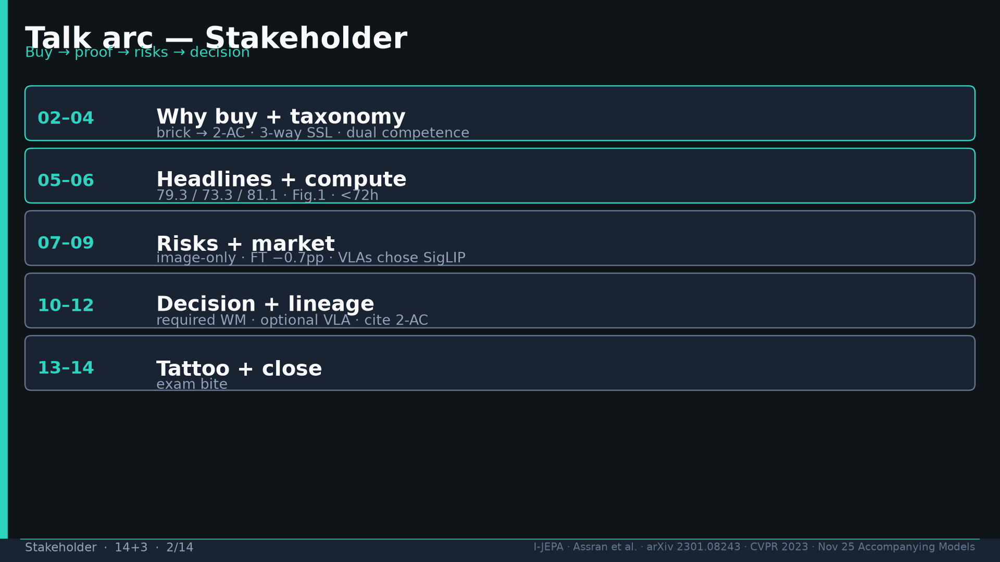 Talk arc — Stakeholder
Buy → proof → risks → decision
02–04
Why buy + taxonomy
brick → 2-AC · 3-way SSL · dual competence
05–06
Headlines + compute
79.3 / 73.3 / 81.1 · Fig.1 · <72h
07–09
Risks + market
image-only · FT −0.7pp · VLAs chose SigLIP
10–12
Decision + lineage
required WM · optional VLA · cite 2-AC
13–14
Tattoo + close
exam bite
Stakeholder · 14+3 · 2/14
I-JEPA · Assran et al. · arXiv 2301.08243 · CVPR 2023 · Nov 25 Accompanying Models